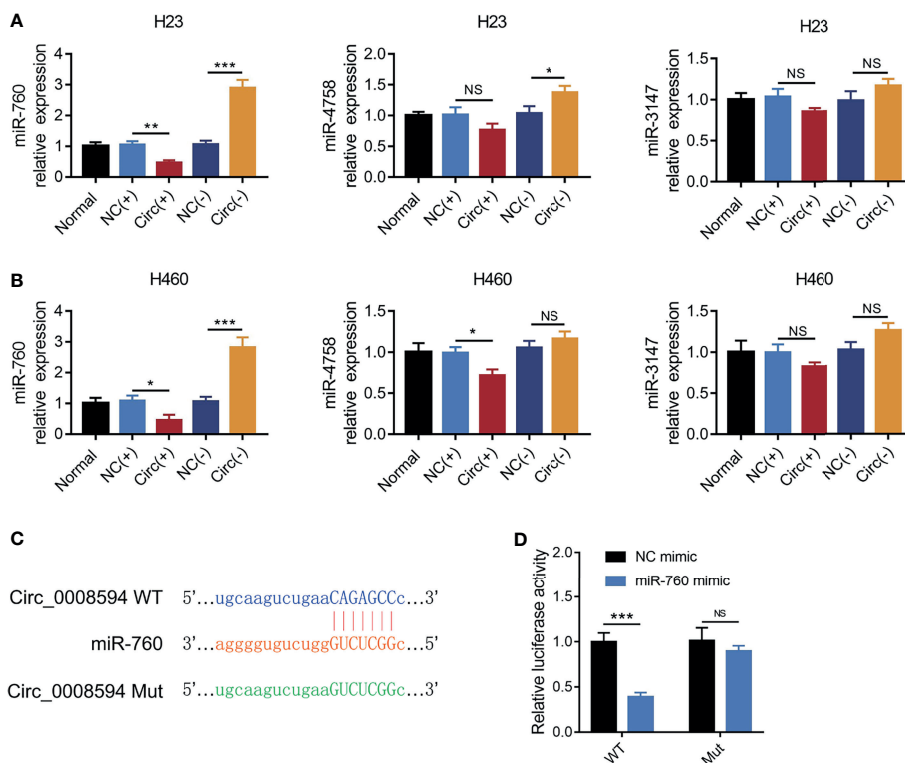 A
H23
miR-760
relative expression
4
3
2
1
0
***
**
Normal
NC(+)
Circ(+)
NC(-)
Circ(-)
H23
miR-4758
relative expression
2.0
1.5
1.0
0.5
0.0
NS
*
Normal
NC(+)
Circ(+)
NC(-)
Circ(-)
H23
miR-3147
relative expression
1.5
1.0
0.5
0.0
NS
NS
Normal
NC(+)
Circ(+)
NC(-)
Circ(-)
B
H460
miR-760
relative expression
4
3
2
1
0
***
*
Normal
NC(+)
Circ(+)
NC(-)
Circ(-)
H460
miR-4758
relative expression
1.5
1.0
0.5
0.0
*
NS
Normal
NC(+)
Circ(+)
NC(-)
Circ(-)
H460
miR-3147
relative expression
1.5
1.0
0.5
0.0
NS
NS
Normal
NC(+)
Circ(+)
NC(-)
Circ(-)
C
Circ_0008594 WT 5'...ugcaagucugaaCAGAGCCc...3'
miR-760 3'...aggggugucuggGUCUCGGc...5'
Circ_0008594 Mut 5'...ugcaagucugaaGUCUCGGc...3'
D
Relative luciferase activity
2.0
1.5
1.0
0.5
0.0
NC mimic
miR-760 mimic
***
NS
WT
Mut